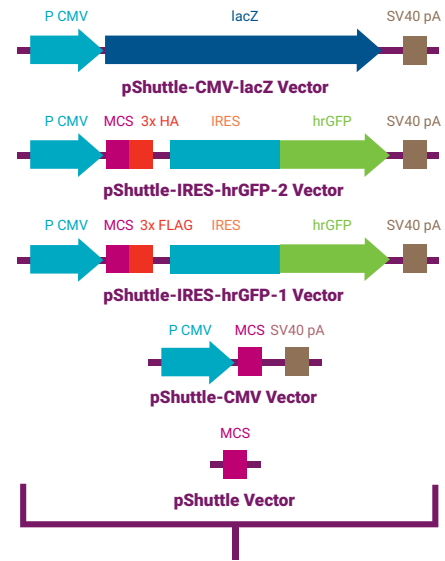 P CMV lacZ SV40 pA
pShuttle-CMV-lacZ Vector
P CMV MCS 3x HA IRES hrGFP SV40 pA
pShuttle-IRES-hrGFP-2 Vector
P CMV MCS 3x FLAG IRES hrGFP SV40 pA
pShuttle-IRES-hrGFP-1 Vector
P CMV MCS SV40 pA
pShuttle-CMV Vector
MCS
pShuttle Vector